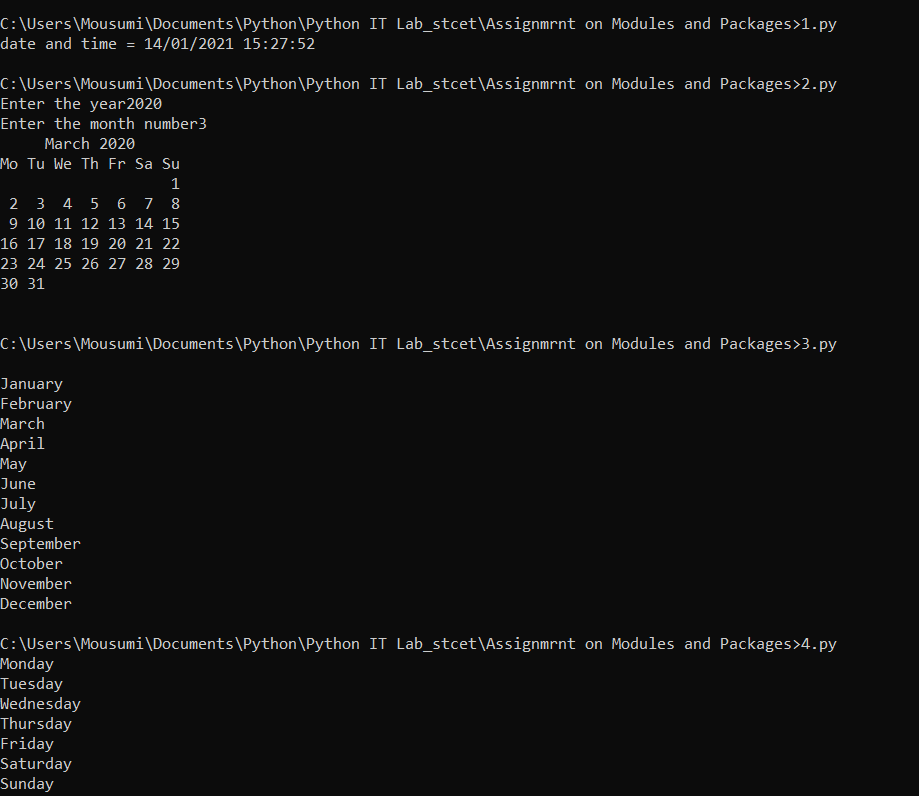 C:\Users\Mousumi\Documents\Python\Python IT Lab_stcet\Assignmrnt on Modules and Packages>1.py
date and time = 14/01/2021 15:27:52
C:\Users\Mousumi\Documents\Python\Python IT Lab_stcet\Assignmrnt on Modules and Packages>2.py
Enter the year2020
Enter the month number3
     March 2020
Mo Tu We Th Fr Sa Su
                   1
 2  3  4  5  6  7  8
 9 10 11 12 13 14 15
16 17 18 19 20 21 22
23 24 25 26 27 28 29
30 31
C:\Users\Mousumi\Documents\Python\Python IT Lab_stcet\Assignmrnt on Modules and Packages>3.py
January
February
March
April
May
June
July
August
September
October
November
December
C:\Users\Mousumi\Documents\Python\Python IT Lab_stcet\Assignmrnt on Modules and Packages>4.py
Monday
Tuesday
Wednesday
Thursday
Friday
Saturday
Sunday